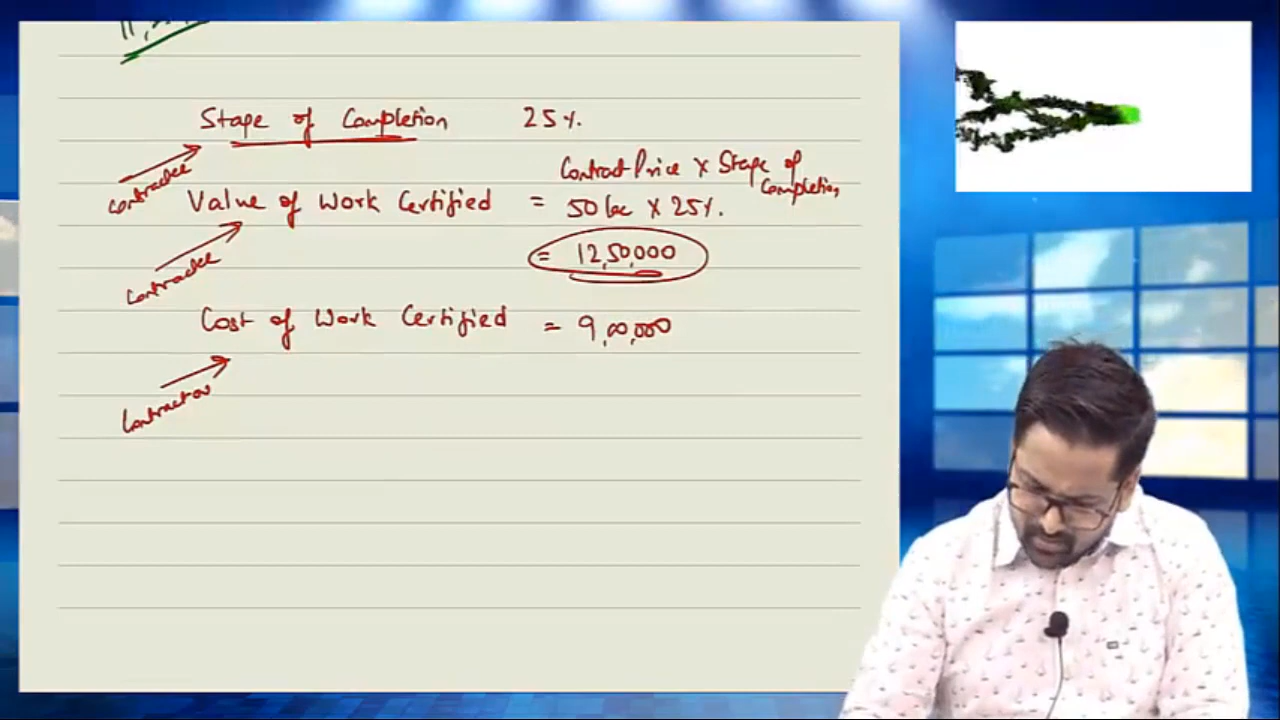 Stage of Completion 25%.
Contractee
Contract Price x Stage of Completion
Value of Work Certified = 50 lac x 25%.
Contractee
= 12,50,000
Cost of Work Certified = 9,00,000
Contractor